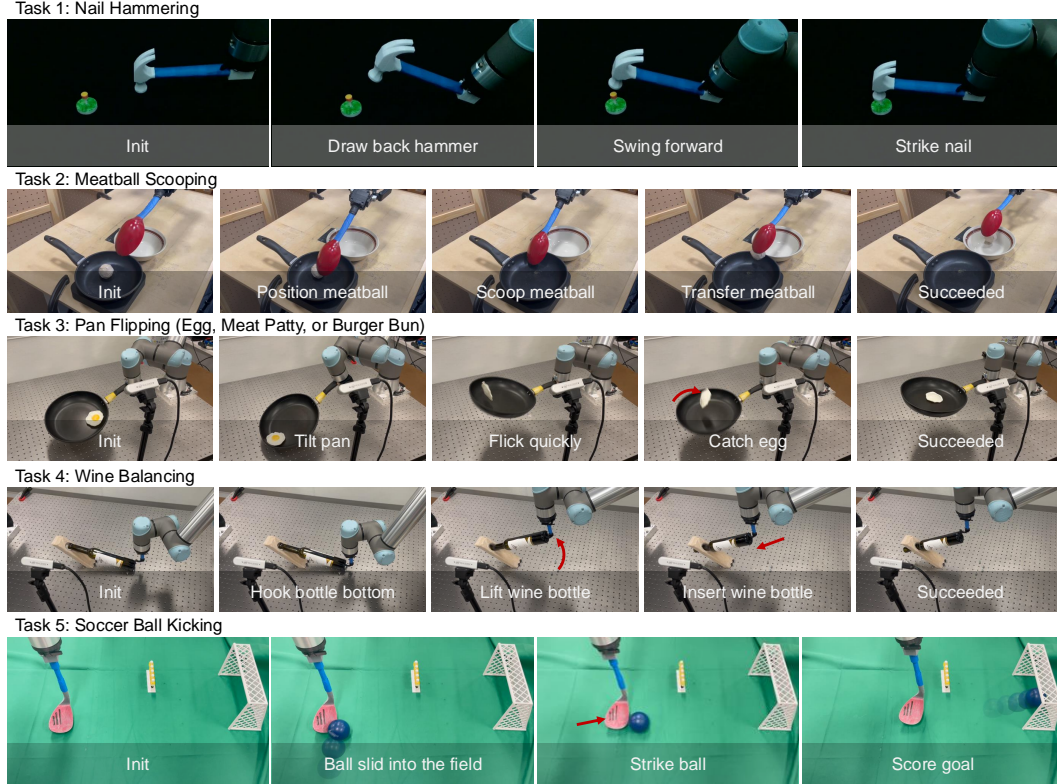 Task 1: Nail Hammering
Init
Draw back hammer
Swing forward
Strike nail
Task 2: Meatball Scooping
Init
Position meatball
Scoop meatball
Transfer meatball
Succeeded
Task 3: Pan Flipping (Egg, Meat Patty, or Burger Bun)
Init
Tilt pan
Flick quickly
Catch egg
Succeeded
Task 4: Wine Balancing
Init
Hook bottle bottom
Lift wine bottle
Insert wine bottle
Succeeded
Task 5: Soccer Ball Kicking
Init
Ball slid into the field
Strike ball
Score goal